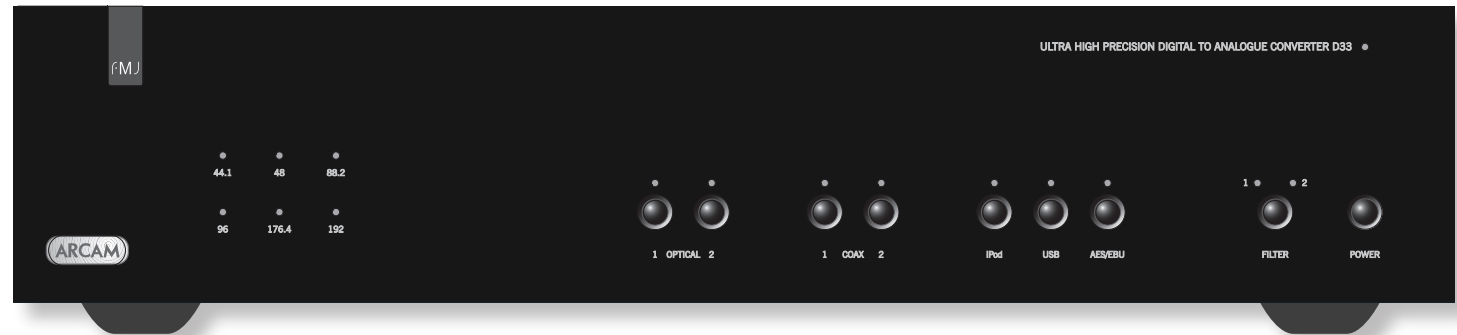 FMJ
ULTRA HIGH PRECISION DIGITAL TO ANALOGUE CONVERTER D33
44.1 48 88.2
96 176.4 192
ARCAM
1 OPTICAL 2
1 COAX 2
iPod USB AES/EBU
1 2
FILTER
POWER